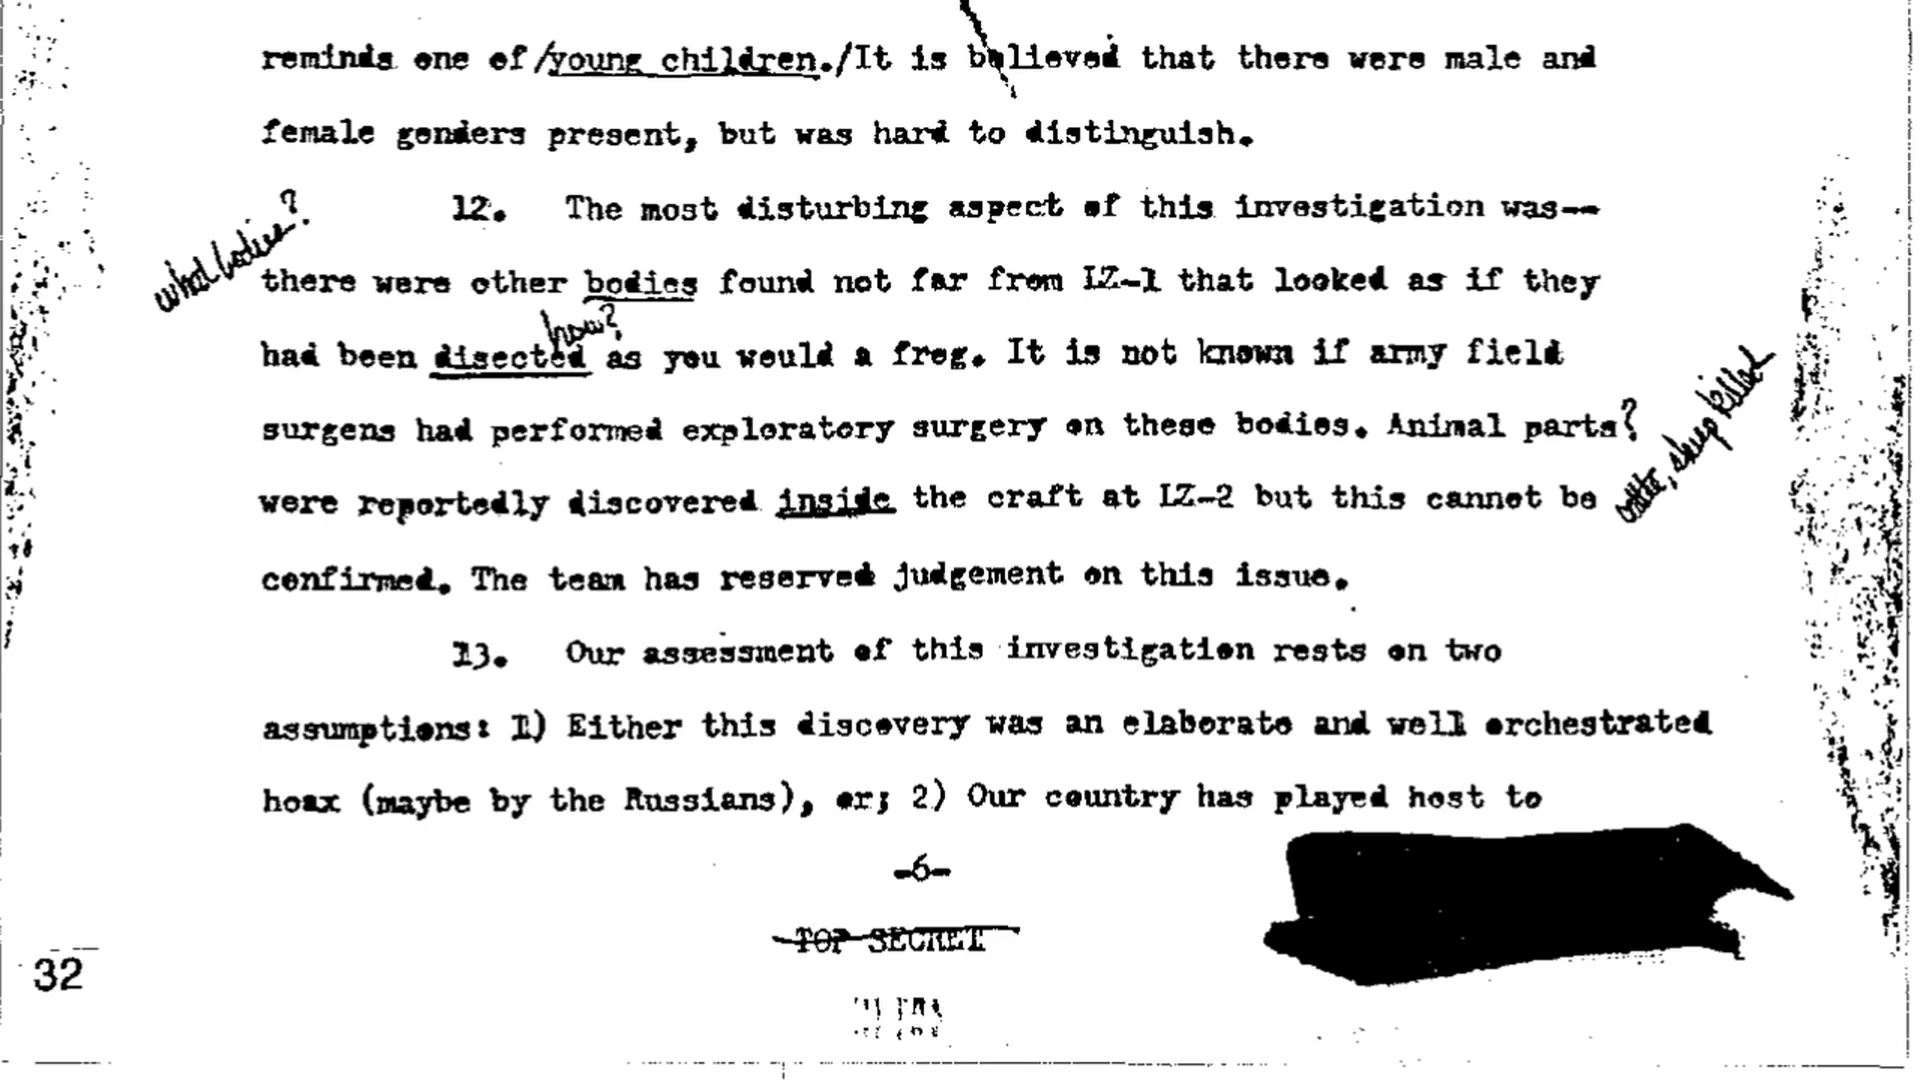 reminds one of /young children./It is believed that there were male and
female genders present, but was hard to distinguish.
what bodies?
12. The most disturbing aspect of this investigation was--
there were other bodies found not far from LZ-1 that looked as if they
how?
had been disected as you would a frog. It is not known if army field
surgens had performed exploratory surgery on these bodies. Animal parts?
cattle, sheep killed
were reportedly discovered inside the craft at LZ-2 but this cannot be
confirmed. The team has reserved judgement on this issue.
13. Our assessment of this investigation rests on two
assumptions: 1) Either this discovery was an elaborate and well orchestrated
hoax (maybe by the Russians), or; 2) Our country has played host to
-6-
TOP SECRET
32